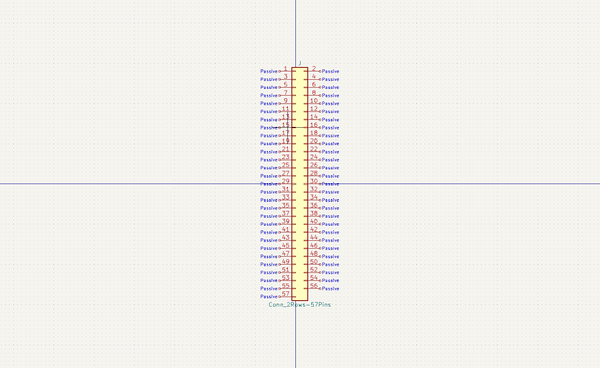 J
Passive 1 2 Passive
Passive 3 4 Passive
Passive 5 6 Passive
Passive 7 8 Passive
Passive 9 10 Passive
Passive 11 12 Passive
Passive 13 14 Passive
Passive 15 16 Passive
Passive 17 18 Passive
Passive 19 20 Passive
Passive 21 22 Passive
Passive 23 24 Passive
Passive 25 26 Passive
Passive 27 28 Passive
Passive 29 30 Passive
Passive 31 32 Passive
Passive 33 34 Passive
Passive 35 36 Passive
Passive 37 38 Passive
Passive 39 40 Passive
Passive 41 42 Passive
Passive 43 44 Passive
Passive 45 46 Passive
Passive 47 48 Passive
Passive 49 50 Passive
Passive 51 52 Passive
Passive 53 54 Passive
Passive 55 56 Passive
Passive 57
Conn_2Rows-57Pins